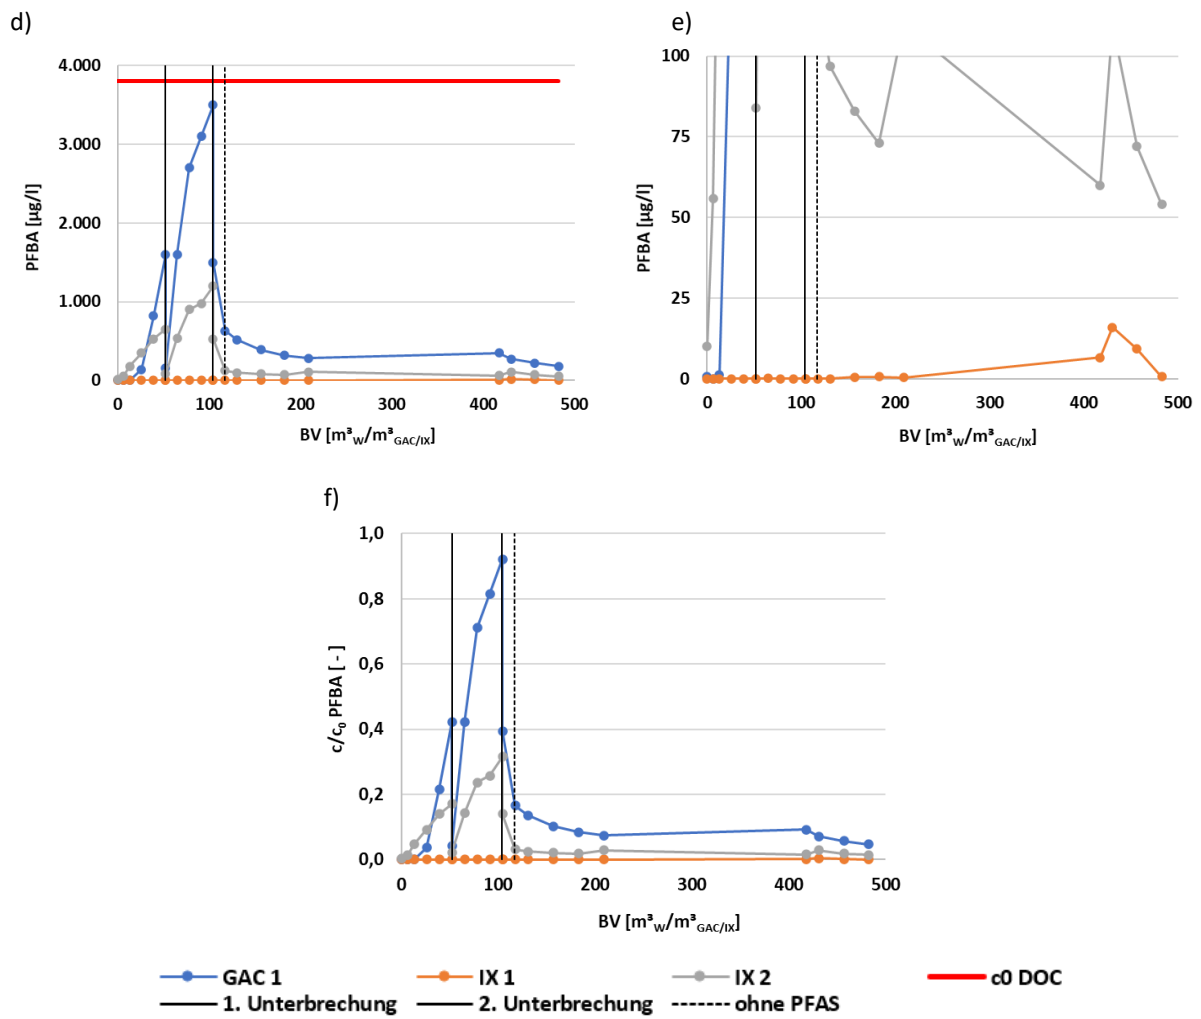 d)
4.000
3.000
2.000
1.000
0
PFBA [µg/l]
0 100 200 300 400 500
BV [m³W/m³GAC/IX]
e)
100
75
50
25
0
PFBA [µg/l]
0 100 200 300 400 500
BV [m³W/m³GAC/IX]
f)
1,0
0,8
0,6
0,4
0,2
0,0
c/c0 PFBA [ - ]
0 100 200 300 400 500
BV [m³W/m³GAC/IX]
GAC 1 IX 1 IX 2 c0 DOC
1. Unterbrechung 2. Unterbrechung ohne PFAS